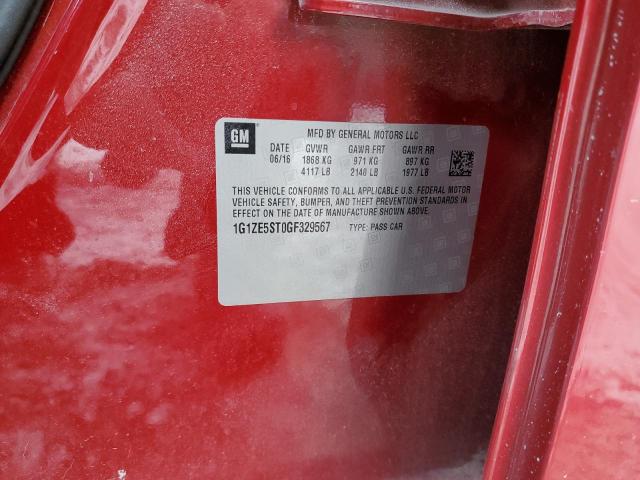 GM
MFD BY GENERAL MOTORS LLC
DATE GVWR GAWR FRT GAWR RR
06/16 1868 KG 971 KG 897 KG
4117 LB 2140 LB 1977 LB
THIS VEHICLE CONFORMS TO ALL APPLICABLE U.S. FEDERAL MOTOR
VEHICLE SAFETY, BUMPER, AND THEFT PREVENTION STANDARDS IN
EFFECT ON THE DATE OF MANUFACTURE SHOWN ABOVE.
1G1ZE5ST0GF329567 TYPE: PASS CAR